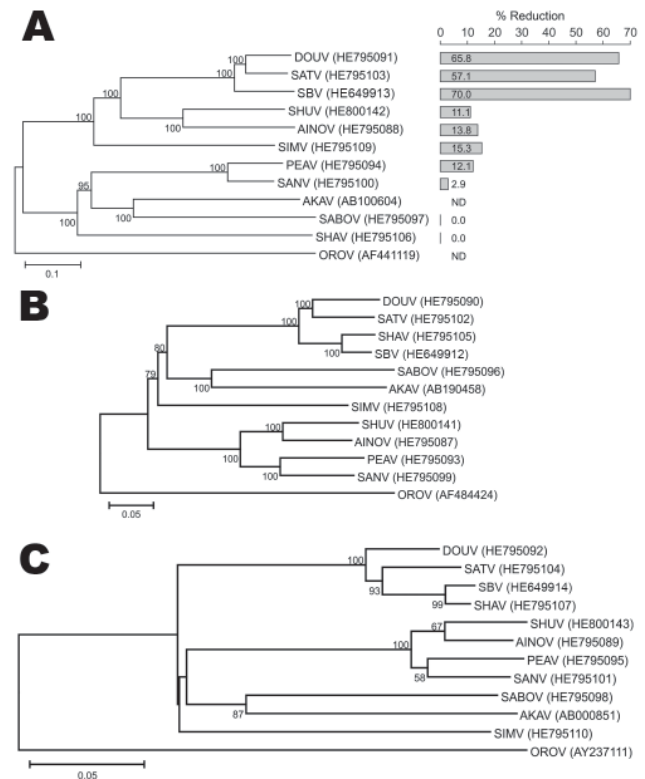 A
% Reduction
0 10 20 30 40 50 60 70
100 DOUV (HE795091) 65.8
100 SATV (HE795103) 57.1
SBV (HE649913) 70.0
100
100 SHUV (HE800142) 11.1
100 AINOV (HE795088) 13.8
SIMV (HE795109) 15.3
100 PEAV (HE795094) 12.1
95 SANV (HE795100) 2.9
AKAV (AB100604) ND
100 100 SABOV (HE795097) 0.0
SHAV (HE795106) 0.0
OROV (AF441119) ND
0.1
B
100 DOUV (HE795090)
100 SATV (HE795102)
SHAV (HE795105)
80 100 SBV (HE649912)
79 SABOV (HE795096)
100 AKAV (AB190458)
SIMV (HE795108)
100 SHUV (HE800141)
AINOV (HE795087)
100 PEAV (HE795093)
100 SANV (HE795099)
OROV (AF484424)
0.05
C
100 DOUV (HE795092)
SATV (HE795104)
93 SBV (HE649914)
99 SHAV (HE795107)
67 SHUV (HE800143)
100 AINOV (HE795089)
PEAV (HE795095)
58 SANV (HE795101)
SABOV (HE795098)
87 AKAV (AB000851)
SIMV (HE795110)
OROV (AY237111)
0.05